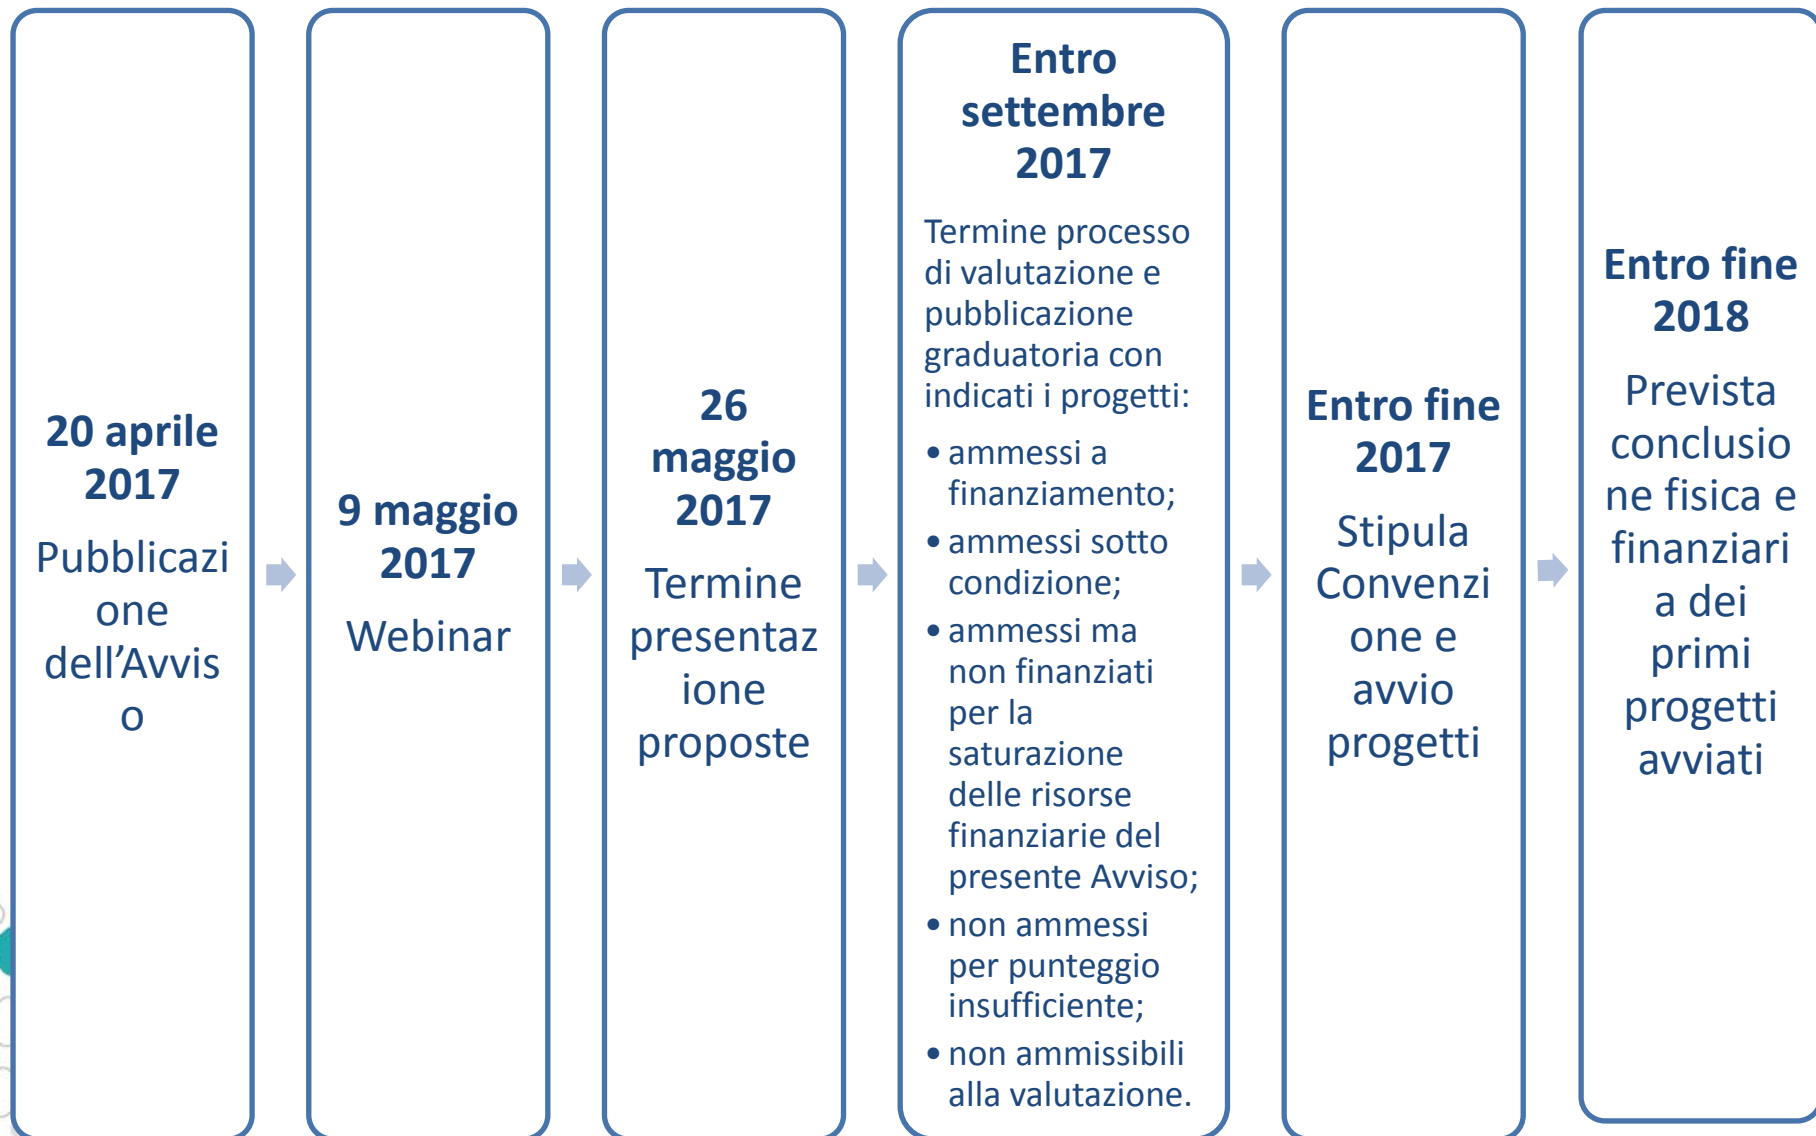 20 aprile
2017
Pubblicazi
one
dell’Avvis
o
9 maggio
2017
Webinar
26
maggio
2017
Termine
presentaz
ione
proposte
Entro
settembre
2017
Termine processo
di valutazione e
pubblicazione
graduatoria con
indicati i progetti:
• ammessi a
finanziamento;
• ammessi sotto
condizione;
• ammessi ma
non finanziati
per la
saturazione
delle risorse
finanziarie del
presente Avviso;
• non ammessi
per punteggio
insufficiente;
• non ammissibili
alla valutazione.
Entro fine
2017
Stipula
Convenzi
one e
avvio
progetti
Entro fine
2018
Prevista
conclusio
ne fisica e
finanziari
a dei
primi
progetti
avviati